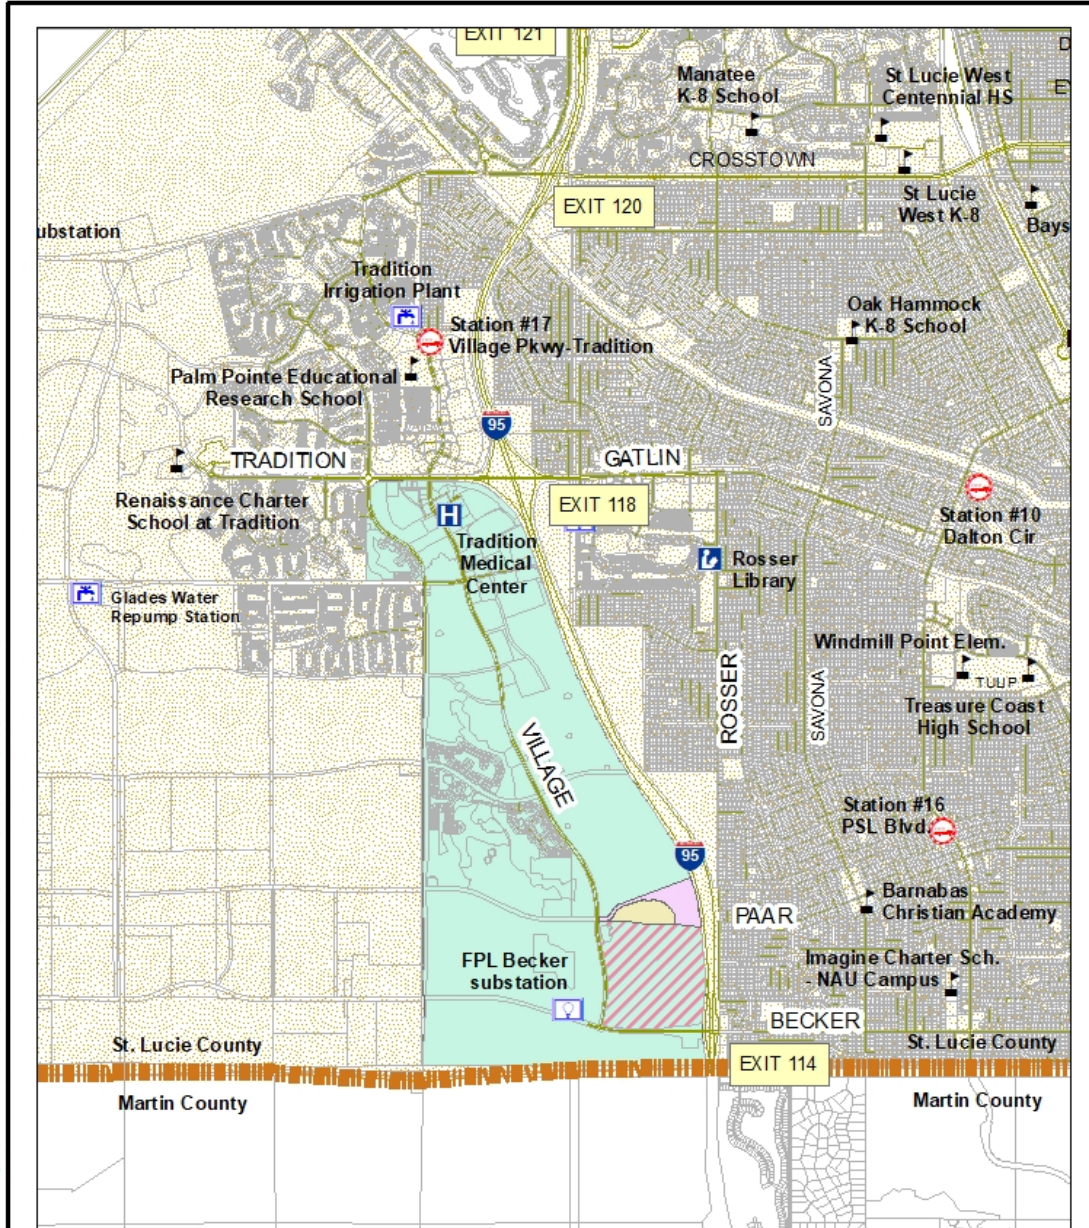 EXIT 121
Manatee
K-8 School
St Lucie West
Centennial HS
CROSSTOWN
EXIT 120
St Lucie
West K-8
Bays
ubstation
Tradition
Irrigation Plant
Station #17
Village Pkwy-Tradition
Oak Hammock
K-8 School
Palm Pointe Educational
Research School
SAVONA
95
TRADITION
GATLIN
Renaissance Charter
School at Tradition
H
EXIT 118
Station #10
Dalton Cir
Tradition
Medical
Center
Rosser
Library
Glades Water
Repump Station
Windmill Point Elem.
TULIP
ROSSER
SAVONA
Treasure Coast
High School
VILLAGE
Station #16
PSL Blvd.
95
Barnabas
Christian Academy
PAAR
FPL Becker
substation
Imagine Charter Sch.
- NAU Campus
BECKER
St. Lucie County
St. Lucie County
EXIT 114
Martin County
Martin County